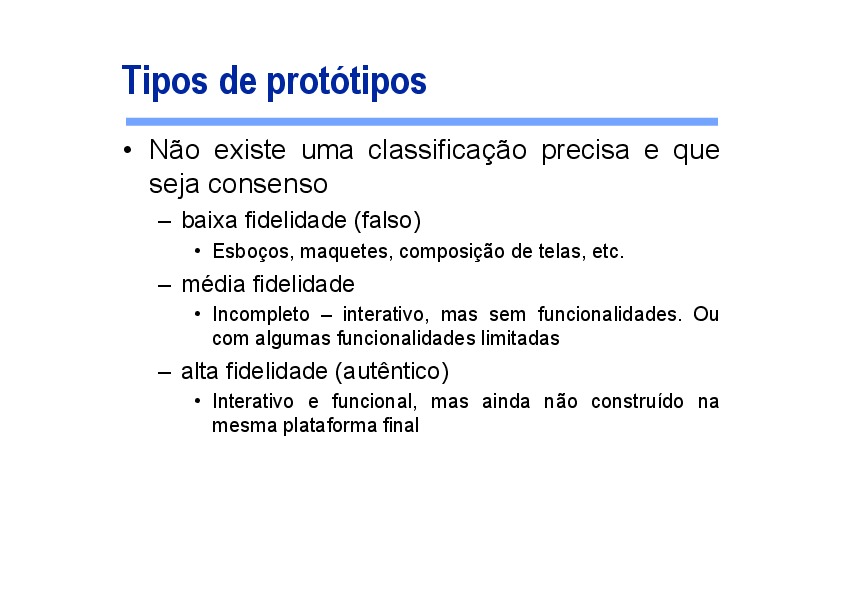 Tipos de protótipos
• Não existe uma classificação precisa e que
seja consenso
– baixa fidelidade (falso)
• Esboços, maquetes, composição de telas, etc.
– média fidelidade
• Incompleto – interativo, mas sem funcionalidades. Ou
com algumas funcionalidades limitadas
– alta fidelidade (autêntico)
• Interativo e funcional, mas ainda não construído na
mesma plataforma final